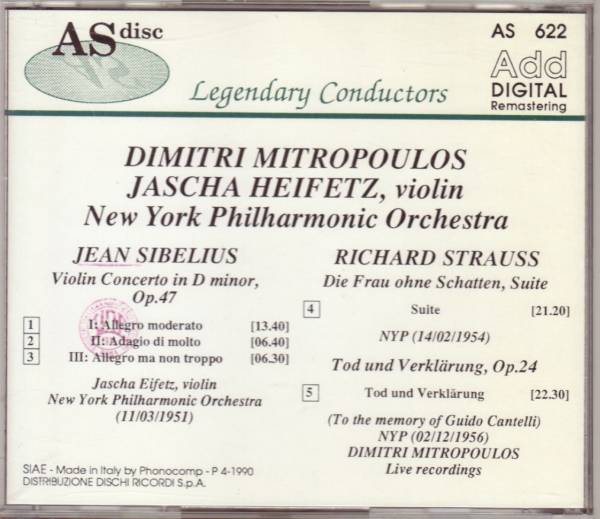 AS disc
AS 622
Add
DIGITAL
Remastering
Legendary Conductors
DIMITRI MITROPOULOS
JASCHA HEIFETZ, violin
New York Philharmonic Orchestra
JEAN SIBELIUS
Violin Concerto in D minor,
Op.47
1 I: Allegro moderato [13.40]
2 II: Adagio di molto [06.40]
3 III: Allegro ma non troppo [06.30]
Jascha Eifetz, violin
New York Philharmonic Orchestra
(11/03/1951)
RICHARD STRAUSS
Die Frau ohne Schatten, Suite
4 Suite [21.20]
NYP (14/02/1954)
Tod und Verklärung, Op.24
5 Tod und Verklärung [22.30]
(To the memory of Guido Cantelli)
NYP (02/12/1956)
DIMITRI MITROPOULOS
Live recordings
SIAE - Made in Italy by Phonocomp - P 4-1990
DISTRIBUZIONE DISCHI RICORDI S.p.A.